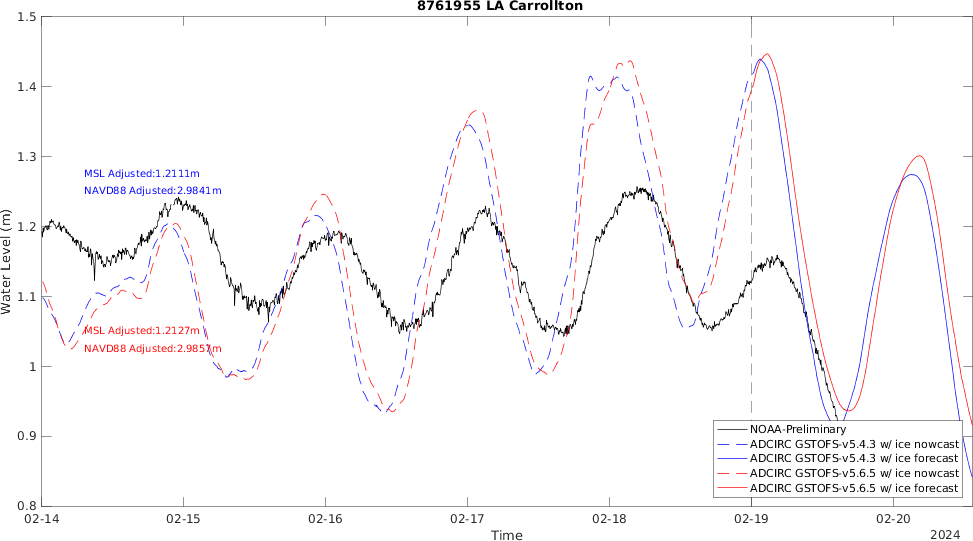 8761955 LA Carrollton
1.5
1.4
1.3
1.2
1.1
1
0.9
0.8
Water Level (m)
MSL Adjusted:1.2111m
NAVD88 Adjusted:2.9841m
MSL Adjusted:1.2127m
NAVD88 Adjusted:2.9857m
NOAA-Preliminary
ADCIRC GSTOFS-v5.4.3 w/ ice nowcast
ADCIRC GSTOFS-v5.4.3 w/ ice forecast
ADCIRC GSTOFS-v5.6.5 w/ ice nowcast
ADCIRC GSTOFS-v5.6.5 w/ ice forecast
02-14 02-15 02-16 02-17 02-18 02-19 02-20
Time
2024